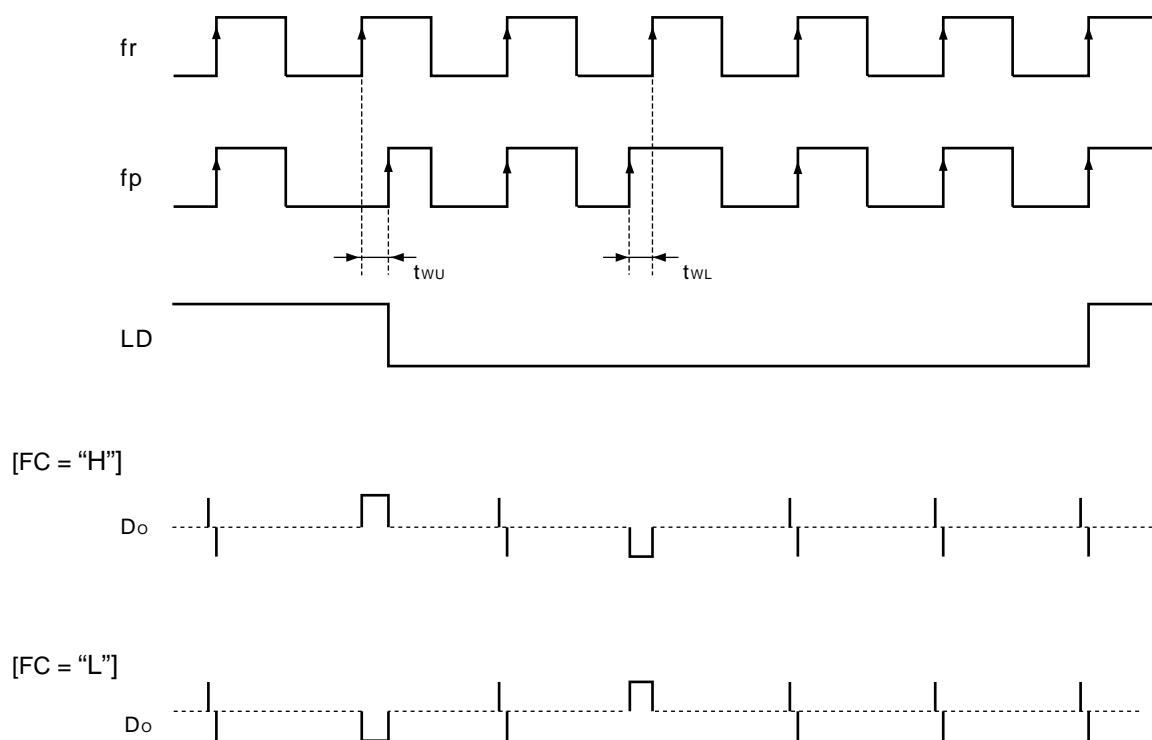 fr
fp
tWU
tWL
LD
[FC = “H”]
DO
[FC = “L”]
DO